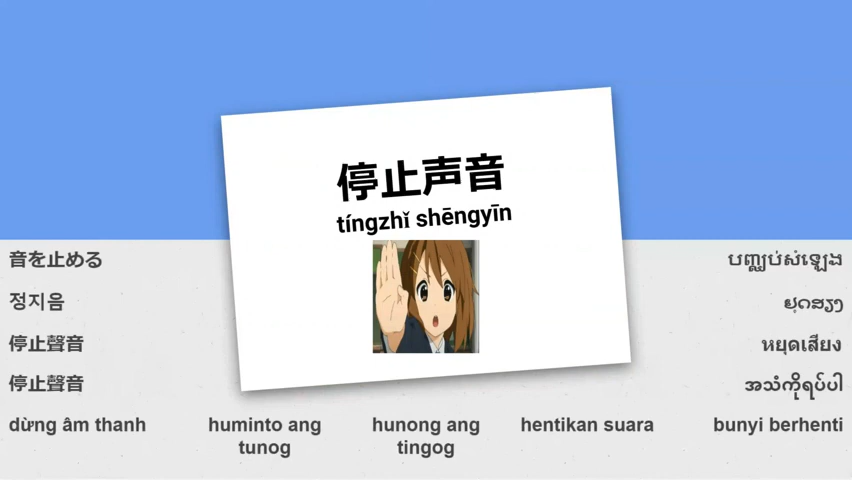 停止声音
tíngzhǐ shēngyīn
音を止める
정지음
停止聲音
停止聲音
dừng âm thanh
huminto ang
tunog
hunong ang
tingog
hentikan suara
bunyi berhenti
បញ្ឈប់សំឡេង
ຢຸດສຽງ
หยุดเสียง
အသံကိုရပ်ပါ